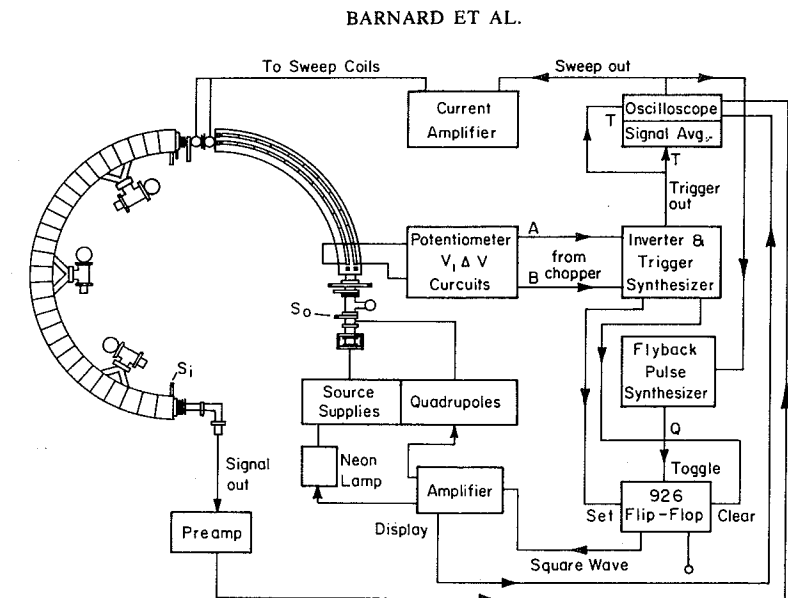 BARNARD ET AL.
To Sweep Coils
Sweep out
Current
Amplifier
Oscilloscope
Signal Avg.
T
T
Trigger
out
Potentiometer
V, Δ V
Curcuits
A
from
chopper
B
Inverter &
Trigger
Synthesizer
So
Flyback
Pulse
Synthesizer
Si
Source
Supplies
Quadrupoles
Q
Toggle
Signal
out
Neon
Lamp
Amplifier
926
Flip-Flop
Set
Clear
Preamp
Display
Square Wave